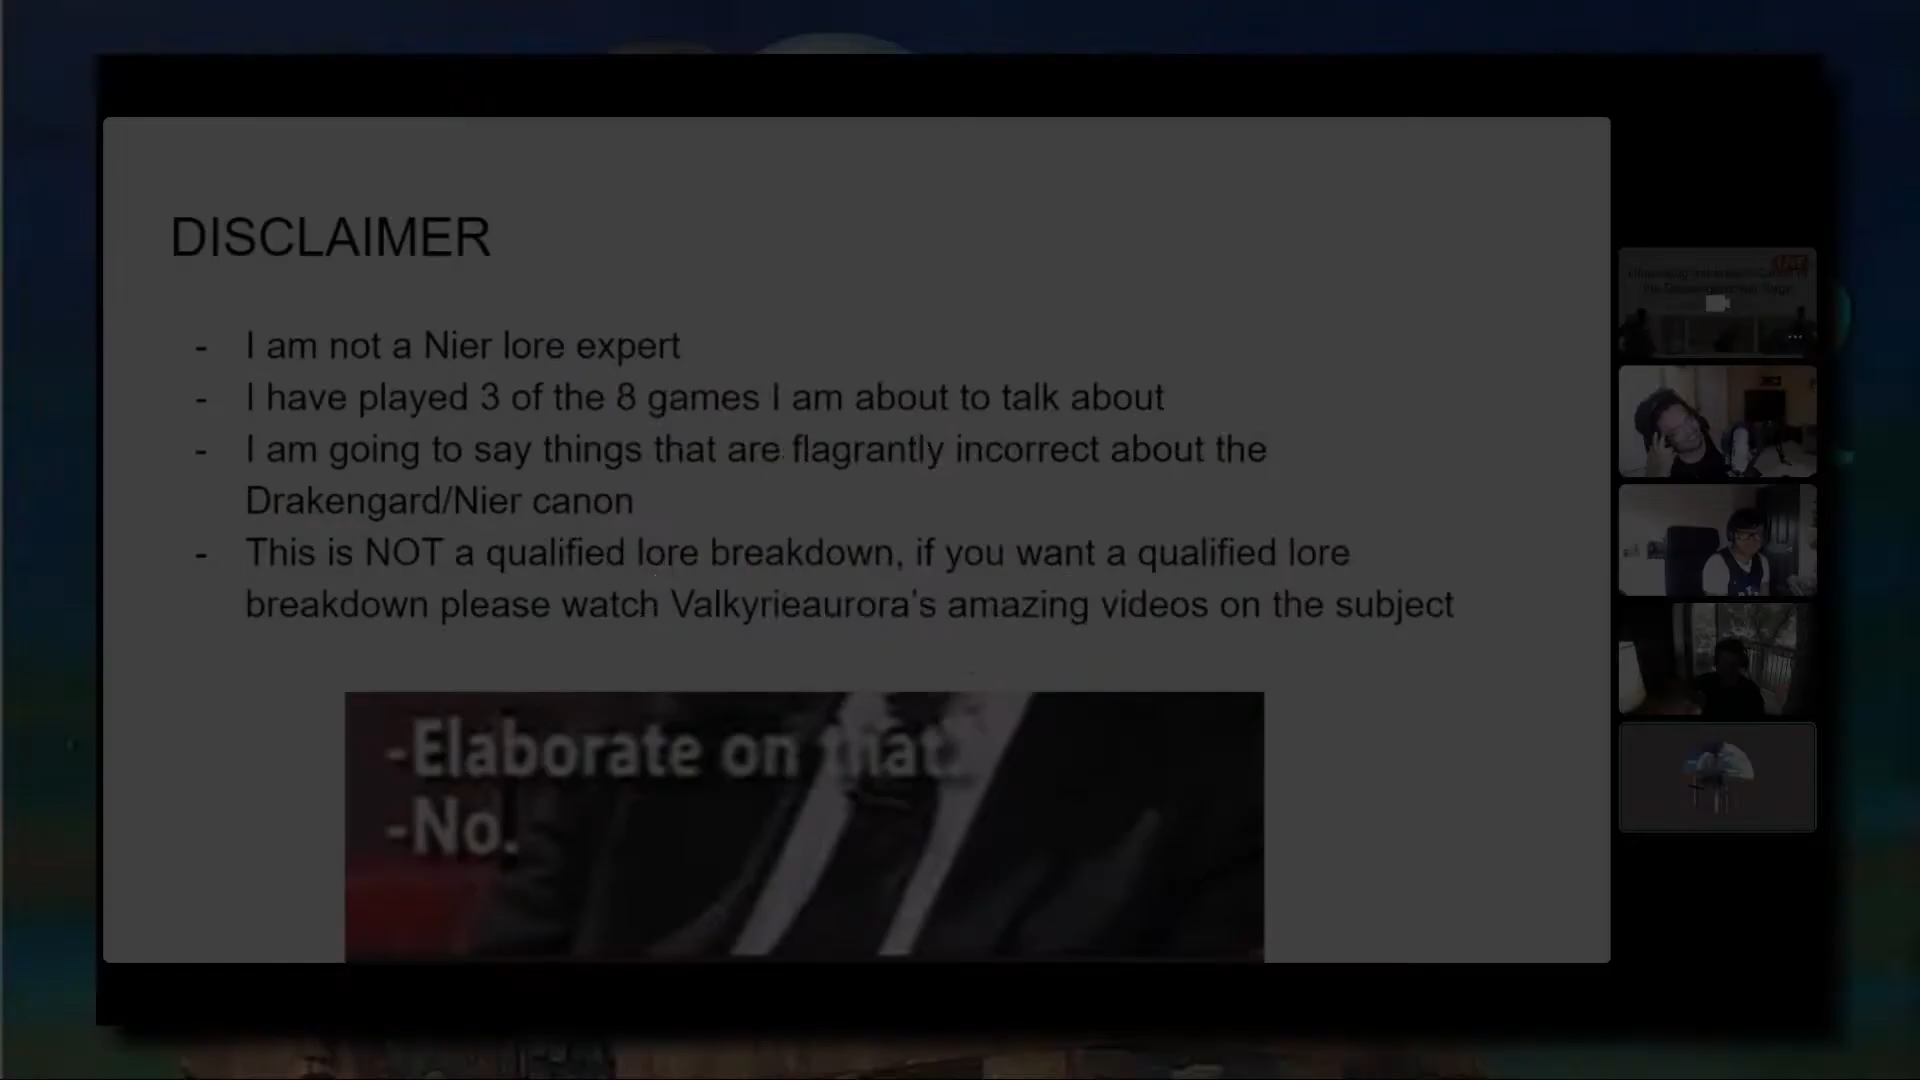 DISCLAIMER
- I am not a Nier lore expert
- I have played 3 of the 8 games I am about to talk about
- I am going to say things that are flagrantly incorrect about the
Drakengard/Nier canon
- This is NOT a qualified lore breakdown, if you want a qualified lore
breakdown please watch Valkyrieaurora's amazing videos on the subject
-Elaborate on that.
-No.
LIVE